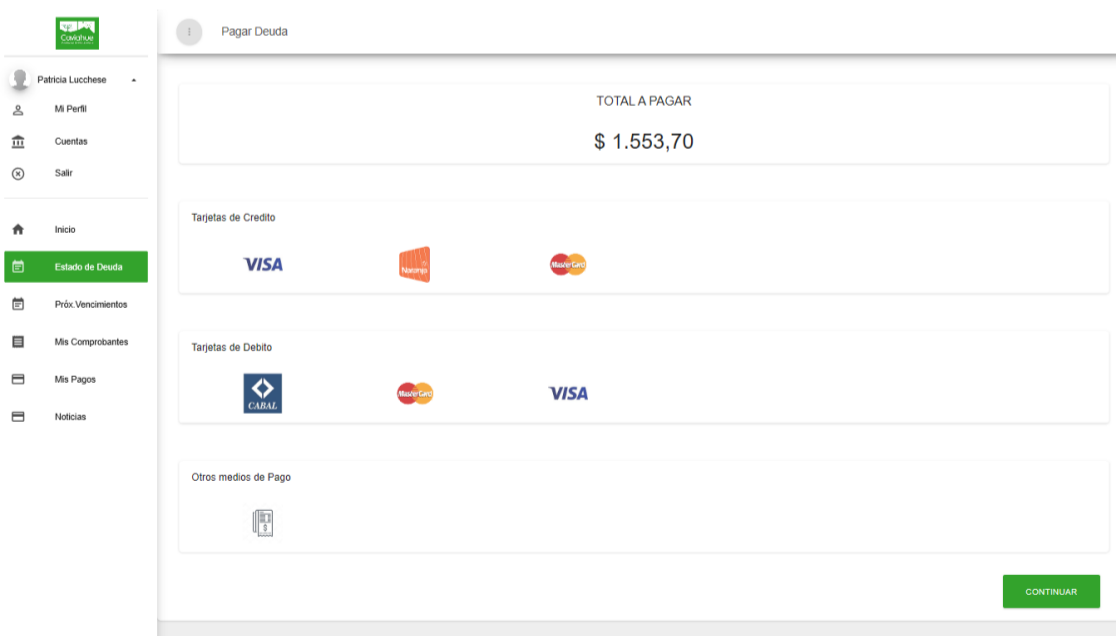 Caviahue
Patricia Lucchese
Mi Perfil
Cuentas
Salir
Inicio
Estado de Deuda
Próx.Vencimientos
Mis Comprobantes
Mis Pagos
Noticias
Pagar Deuda
TOTAL A PAGAR
$ 1.553,70
Tarjetas de Credito
VISA
Naranja
MasterCard
Tarjetas de Debito
CABAL
MasterCard
VISA
Otros medios de Pago
CONTINUAR